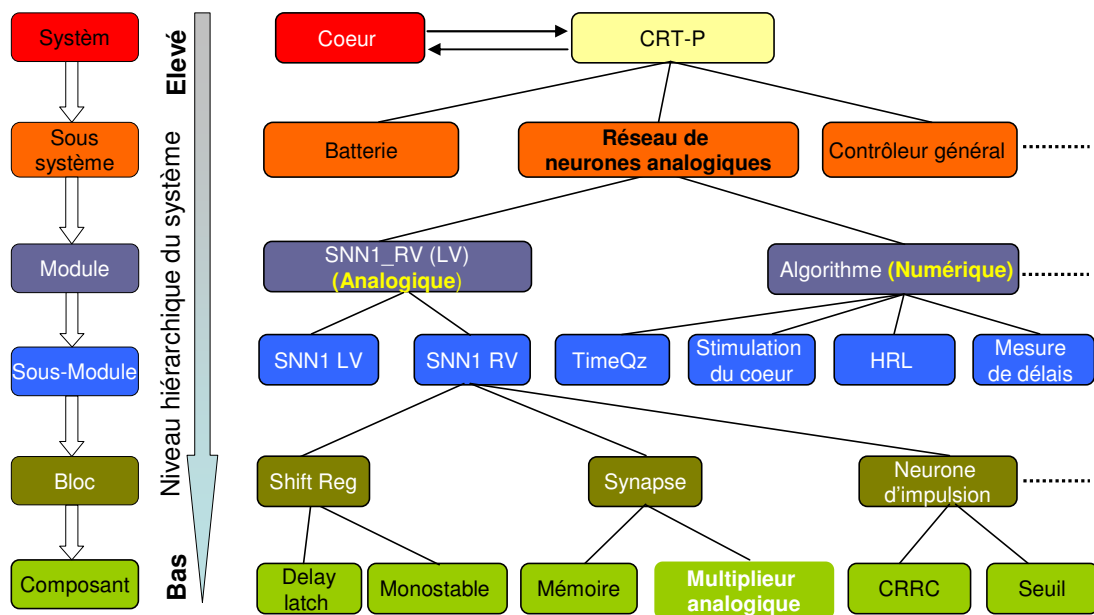 Systèm
Elevé
Coeur
CRT-P
Sous
système
Batterie
Réseau de
neurones analogiques
Contrôleur général
Niveau hiérarchique du système
Module
SNN1_RV (LV)
(Analogique)
Algorithme (Numérique)
Sous-Module
SNN1 LV
SNN1 RV
TimeQz
Stimulation
du coeur
HRL
Mesure
de délais
Bloc
Shift Reg
Synapse
Neurone
d'impulsion
Bas
Composant
Delay
latch
Monostable
Mémoire
Multiplieur
analogique
CRRC
Seuil